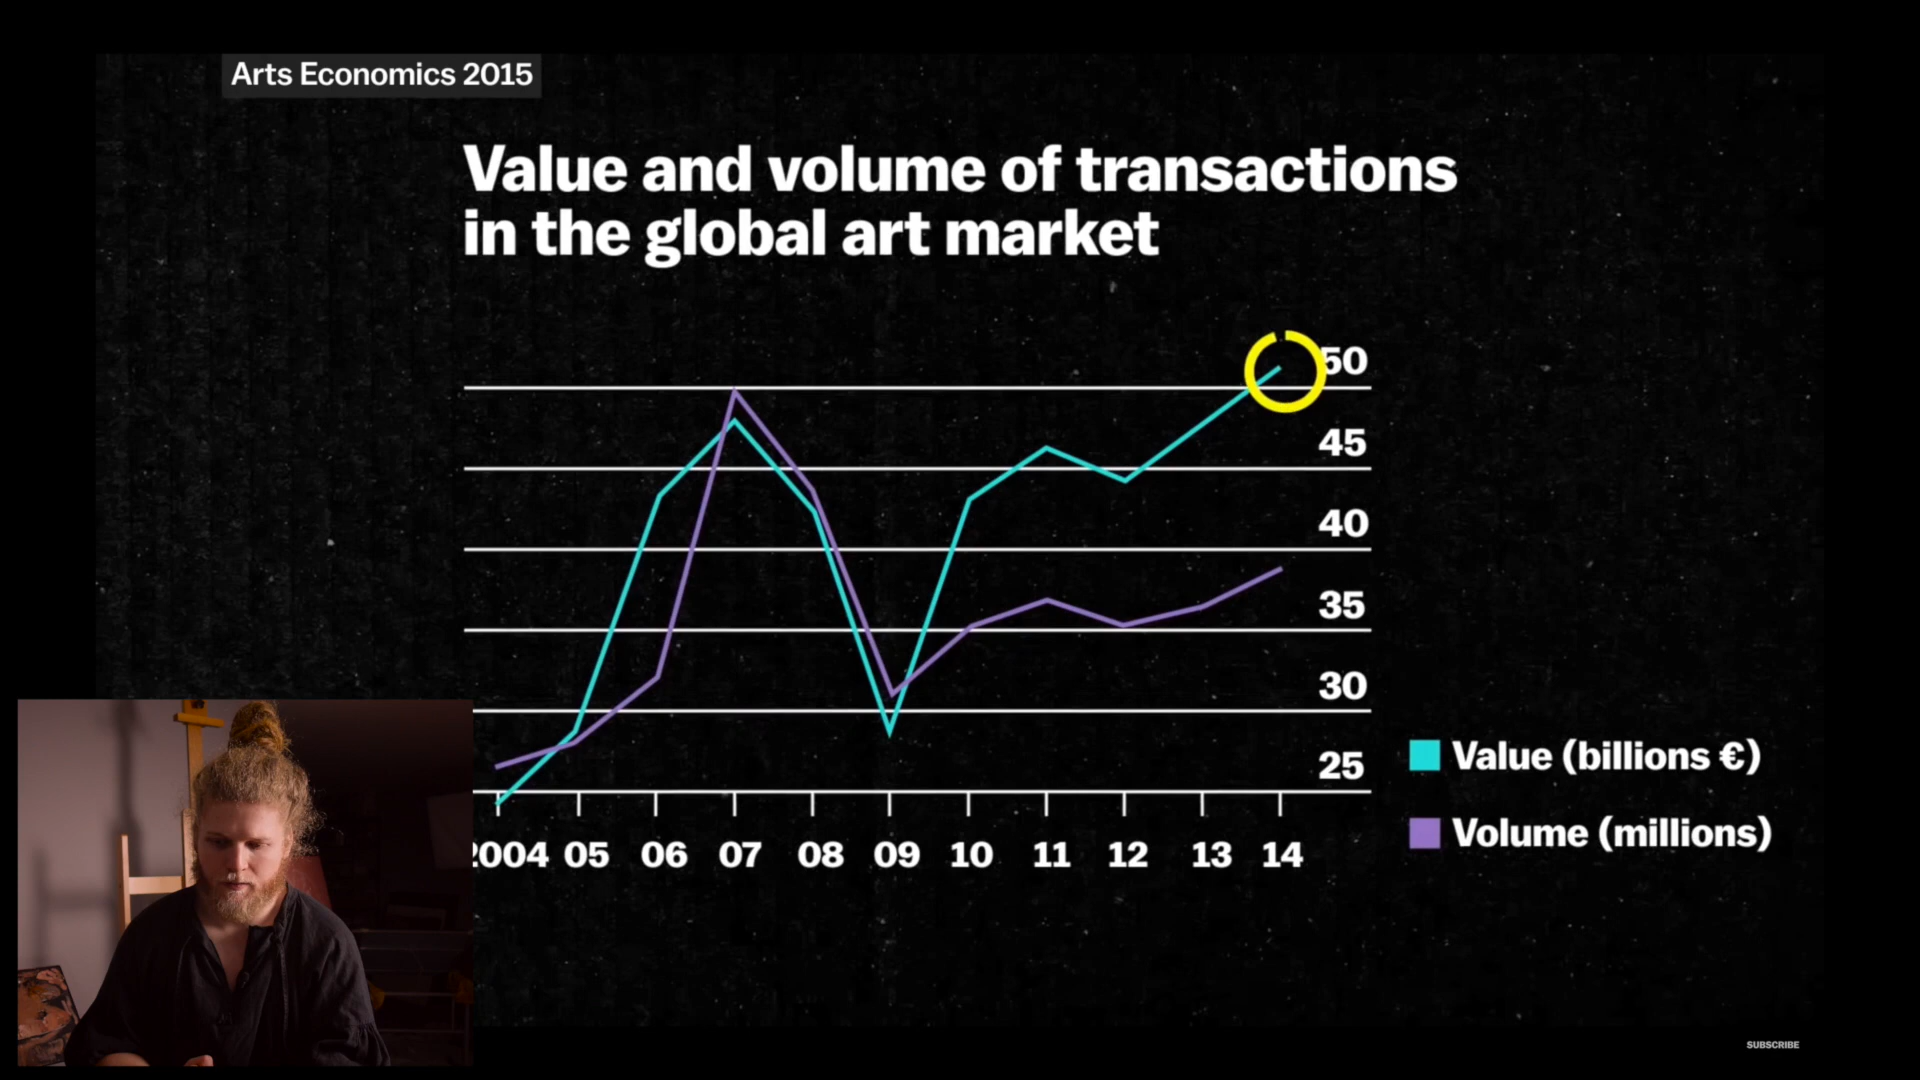 Arts Economics 2015
Value and volume of transactions
in the global art market
50
45
40
35
30
25
2004 05 06 07 08 09 10 11 12 13 14
Value (billions €)
Volume (millions)
SUBSCRIBE